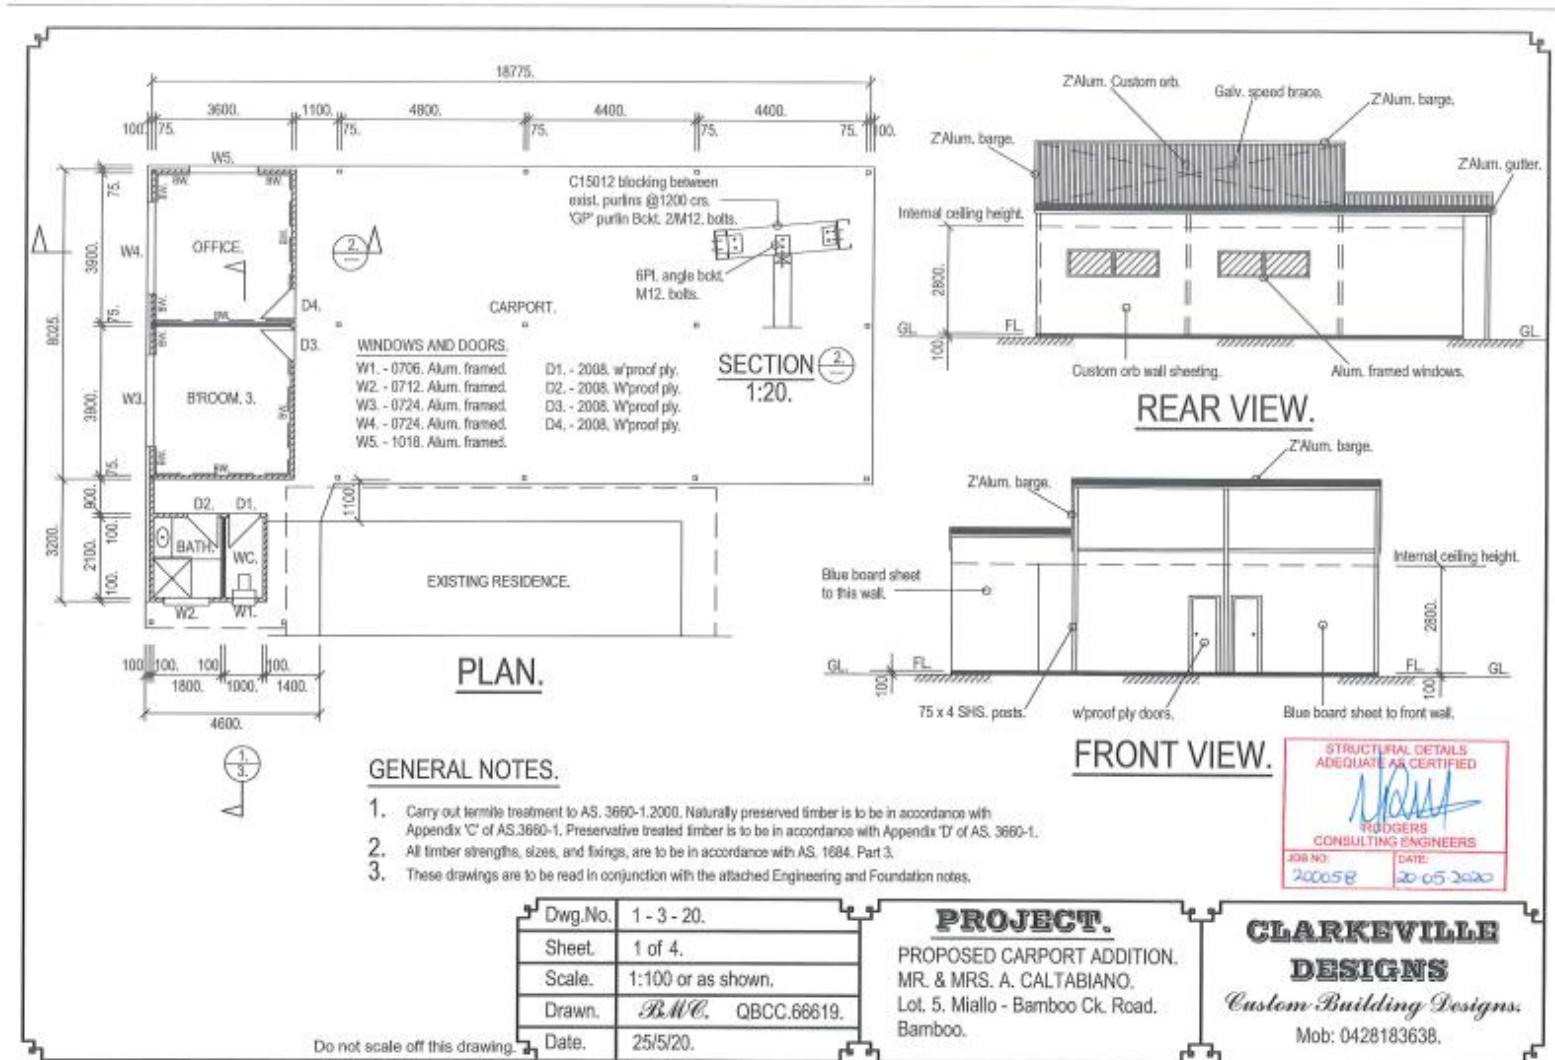 18775.
3600. 1100. 4800. 4400. 4400.
100. 75. 75. 75. 75. 75. 100.
W5.
BW. BW.
75.
3900.
75.
8025.
3900.
75.
900.
3200.
2100.
100.
100.
W4.
OFFICE.
BW.
BW.
BW.
D4.
D3.
BW.
W3.
B'ROOM. 3.
BW.
BW.
BW.
D2. D1.
BATH.
WC.
W2. W1.
100. 100. 100. 100.
1800. 1000. 1400.
4600.
1.
3.
2.
CARPORT.
C15012 blocking between
exist. purlins @1200 crs.
'GP' purlin Bckt. 2/M12. bolts.
6Pl. angle bckt.
M12. bolts.
SECTION 2.
1:20.
WINDOWS AND DOORS.
W1. - 0706. Alum. framed. D1. - 2008. w'proof ply.
W2. - 0712. Alum. framed. D2. - 2008. W'proof ply.
W3. - 0724. Alum. framed. D3. - 2008. W'proof ply.
W4. - 0724. Alum. framed. D4. - 2008. W'proof ply.
W5. - 1018. Alum. framed.
1100.
EXISTING RESIDENCE.
PLAN.
Z'Alum. Custom orb.
Galv. speed brace.
Z'Alum. barge.
Z'Alum. barge.
Z'Alum. gutter.
Internal ceiling height.
2800.
GL. FL. GL.
100.
Custom orb wall sheeting. Alum. framed windows.
REAR VIEW.
Z'Alum. barge.
Z'Alum. barge.
Internal ceiling height.
Blue board sheet
to this wall.
2800.
GL. FL. FL. GL.
100. 100.
75 x 4 SHS. posts. w'proof ply doors. Blue board sheet to front wall.
FRONT VIEW.
STRUCTURAL DETAILS
ADEQUATE AS CERTIFIED
RODGERS
CONSULTING ENGINEERS
JOB NO: DATE:
200058 20-05-2020
GENERAL NOTES.
1. Carry out termite treatment to AS. 3660-1.2000. Naturally preserved timber is to be in accordance with
Appendix 'C' of AS.3660-1. Preservative treated timber is to be in accordance with Appendix 'D' of AS. 3660-1.
2. All timber strengths, sizes, and fixings, are to be in accordance with AS. 1684. Part 3.
3. These drawings are to be read in conjunction with the attached Engineering and Foundation notes.
Dwg.No. 1 - 3 - 20.
Sheet. 1 of 4.
Scale. 1:100 or as shown.
Drawn. BMC. QBCC.66619.
Date. 25/5/20.
Do not scale off this drawing.
PROJECT.
PROPOSED CARPORT ADDITION.
MR. & MRS. A. CALTABIANO.
Lot. 5. Miallo - Bamboo Ck. Road.
Bamboo.
CLARKEVILLE
DESIGNS
Custom Building Designs.
Mob: 0428183638.